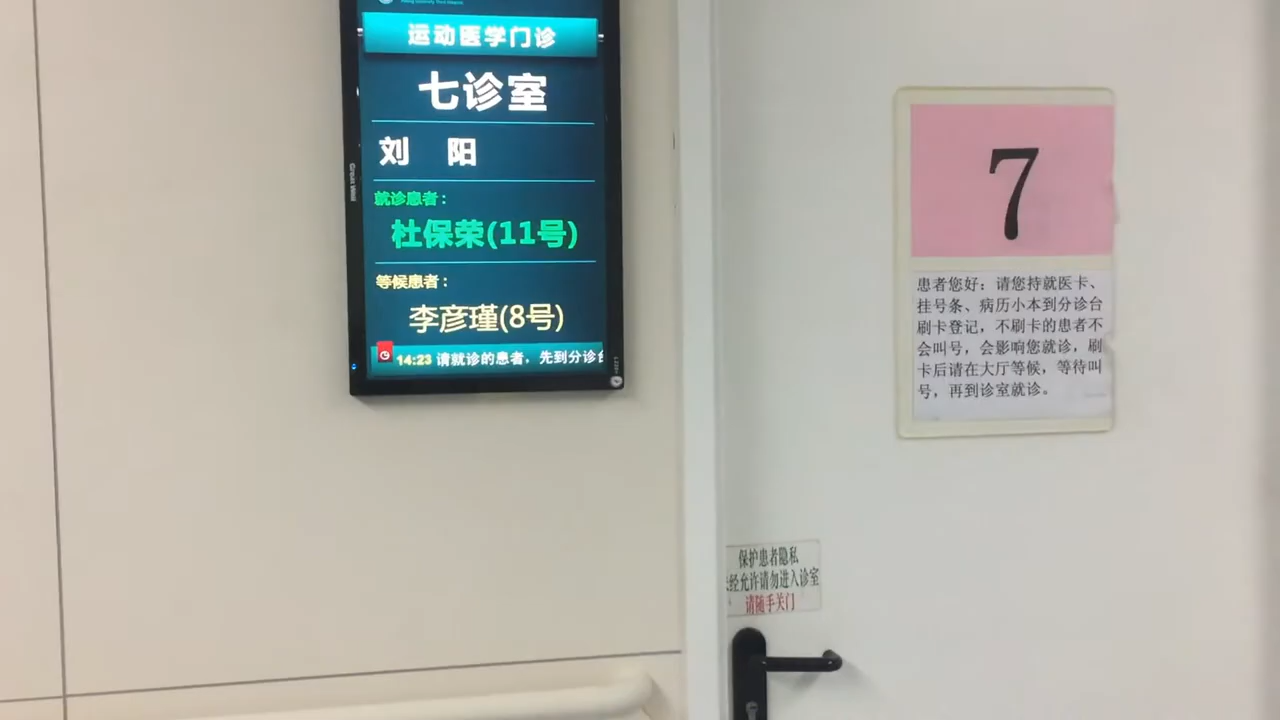 运动医学门诊
七诊室
刘 阳
就诊患者：
杜保荣(11号)
等候患者：
李彦瑾(8号)
14:23 请就诊的患者，先到分诊台
7
患者您好：请您持就医卡、
挂号条、病历小本到分诊台
刷卡登记，不刷卡的患者不
会叫号，会影响您就诊，刷
卡后请在大厅等候，等待叫
号，再到诊室就诊。
保护患者隐私
未经允许请勿进入诊室
请随手关门